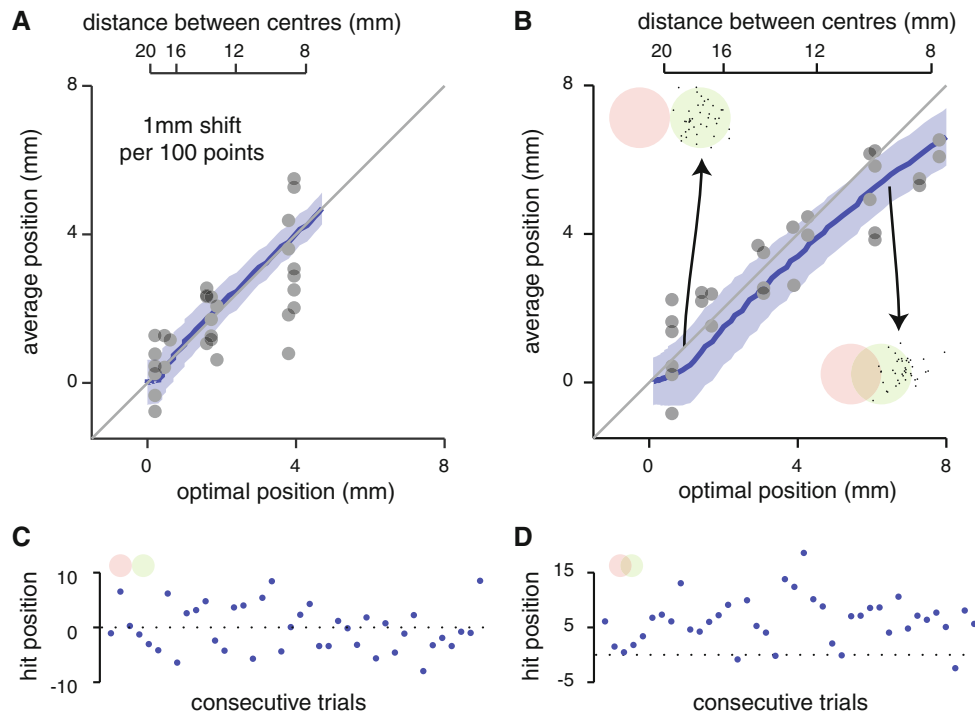 A
distance between centres (mm)
20 16 12 8
8
1mm shift
per 100 points
4
0
average position (mm)
0 4 8
optimal position (mm)
B
distance between centres (mm)
20 16 12 8
8
4
0
average position (mm)
0 4 8
optimal position (mm)
C
10
0
-10
hit position
consecutive trials
D
15
5
-5
hit position
consecutive trials